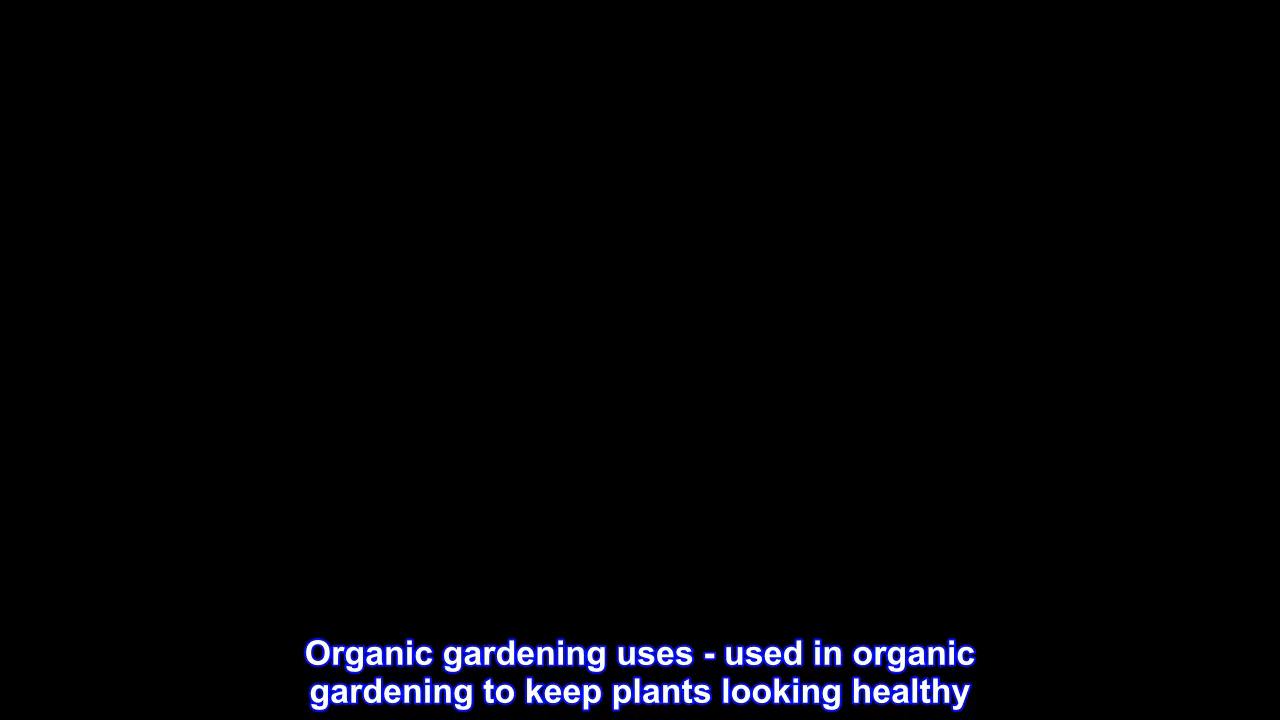 Organic gardening uses - used in organic
gardening to keep plants looking healthy